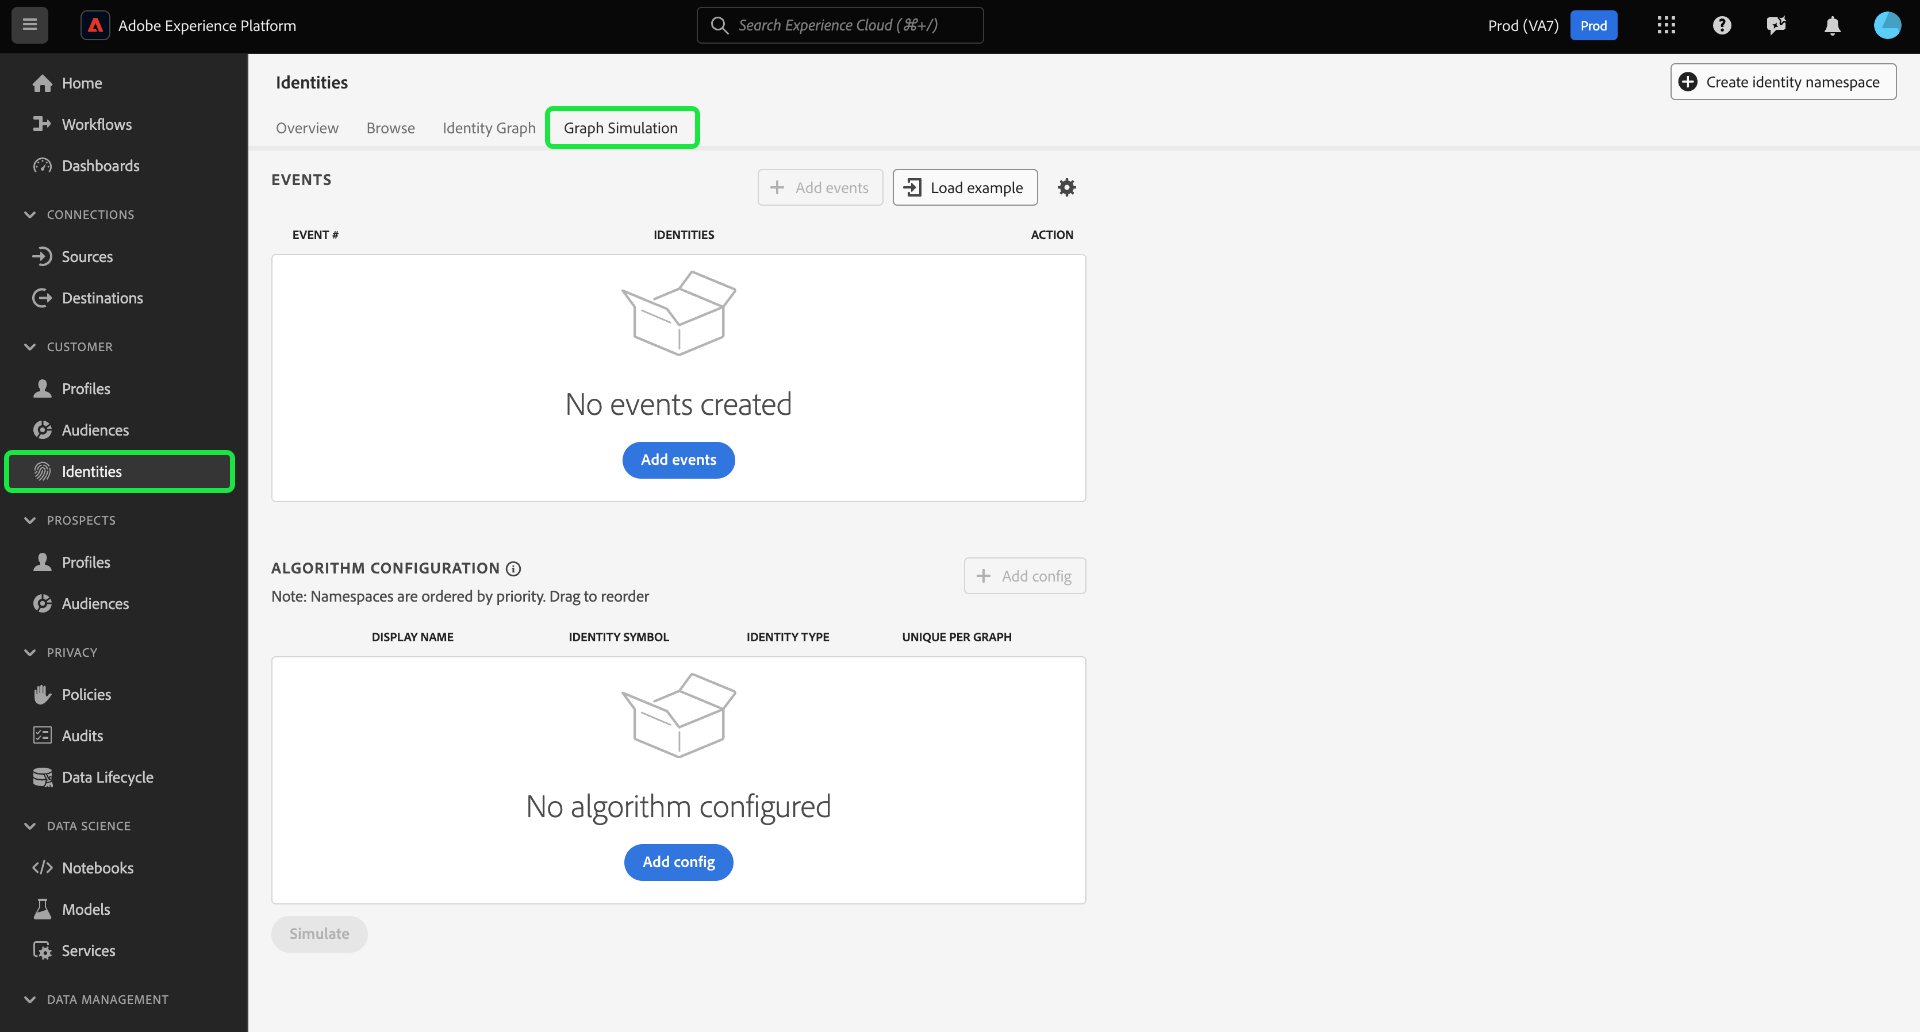 Adobe Experience Platform
Search Experience Cloud (⌘+/)
Prod (VA7)
Prod
Home
Workflows
Dashboards
CONNECTIONS
Sources
Destinations
CUSTOMER
Profiles
Audiences
Identities
PROSPECTS
Profiles
Audiences
PRIVACY
Policies
Audits
Data Lifecycle
DATA SCIENCE
Notebooks
Models
Services
DATA MANAGEMENT
Identities
Create identity namespace
Overview
Browse
Identity Graph
Graph Simulation
EVENTS
Add events
Load example
EVENT #
IDENTITIES
ACTION
No events created
Add events
ALGORITHM CONFIGURATION
Add config
Note: Namespaces are ordered by priority. Drag to reorder
DISPLAY NAME
IDENTITY SYMBOL
IDENTITY TYPE
UNIQUE PER GRAPH
No algorithm configured
Add config
Simulate